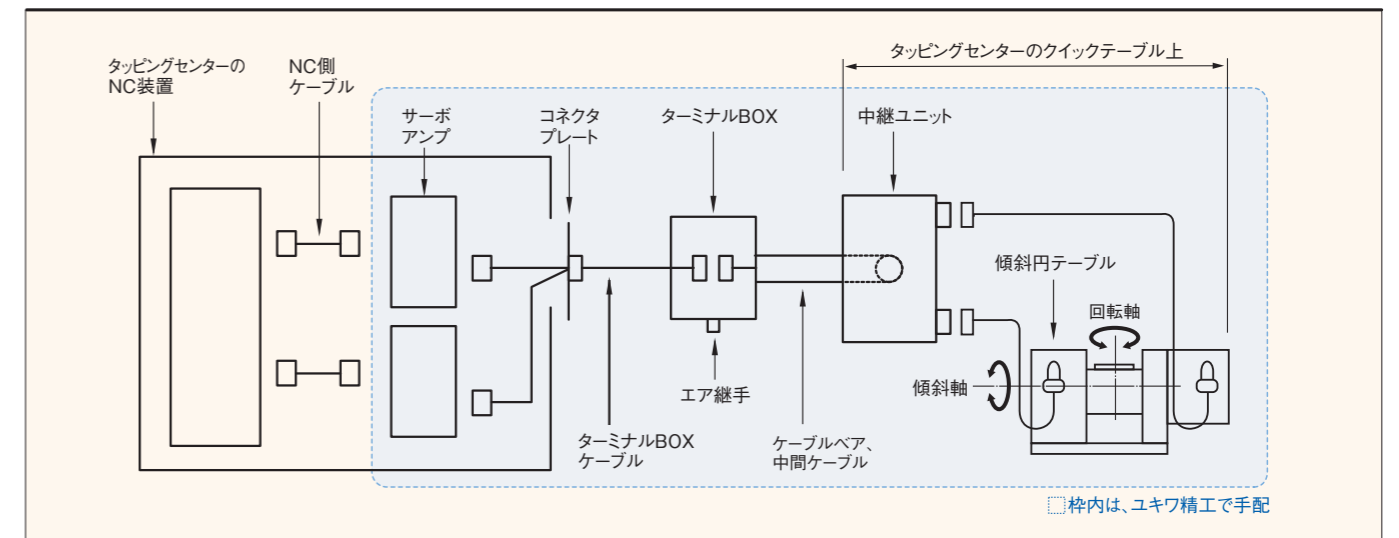 タッピングセンターのクイックテーブル上
タッピングセンターの
NC装置
NC側
ケーブル
サーボ
アンプ
コネクタ
プレート
ターミナルBOX
中継ユニット
傾斜円テーブル
回転軸
傾斜軸
エア継手
ターミナルBOX
ケーブル
ケーブルベア、
中間ケーブル
枠内は、ユキワ精工で手配